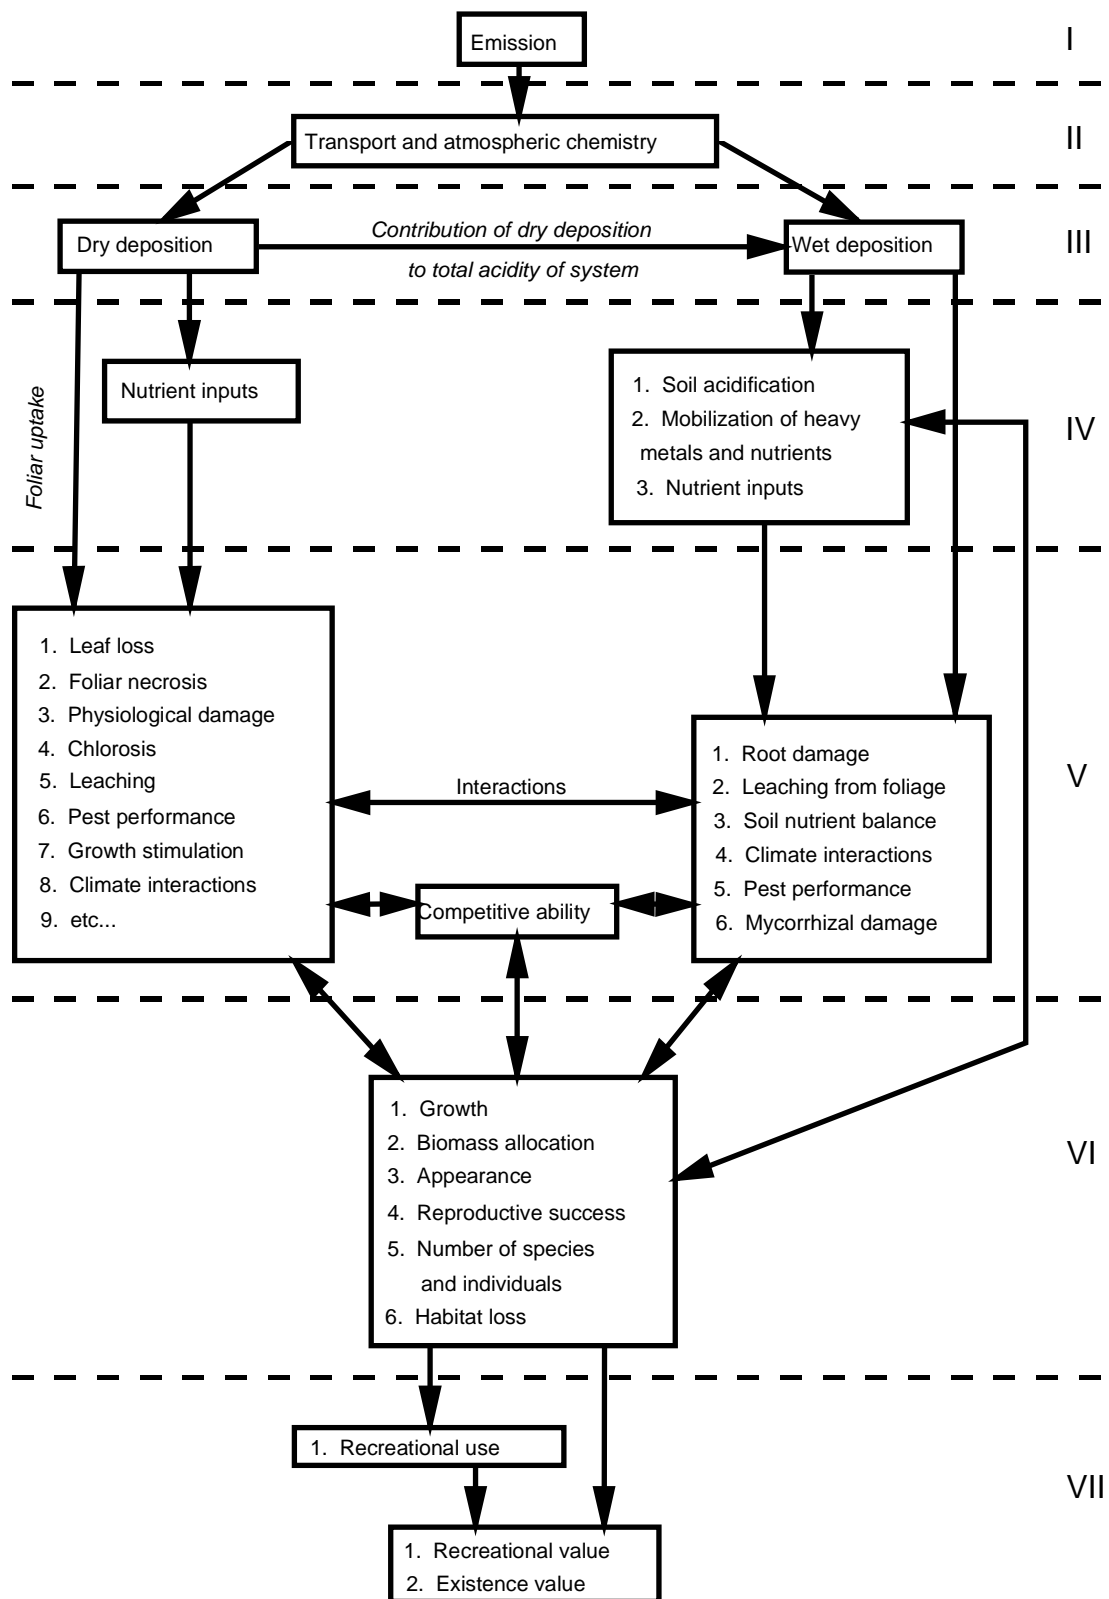 Emission
I
Transport and atmospheric chemistry
II
Dry deposition
Contribution of dry deposition
to total acidity of system
Wet deposition
III
Foliar uptake
Nutrient inputs
1. Soil acidification
2. Mobilization of heavy
metals and nutrients
3. Nutrient inputs
IV
1. Leaf loss
2. Foliar necrosis
3. Physiological damage
4. Chlorosis
5. Leaching
6. Pest performance
7. Growth stimulation
8. Climate interactions
9. etc...
Interactions
Competitive ability
1. Root damage
2. Leaching from foliage
3. Soil nutrient balance
4. Climate interactions
5. Pest performance
6. Mycorrhizal damage
V
1. Growth
2. Biomass allocation
3. Appearance
4. Reproductive success
5. Number of species
and individuals
6. Habitat loss
VI
1. Recreational use
VII
1. Recreational value
2. Existence value